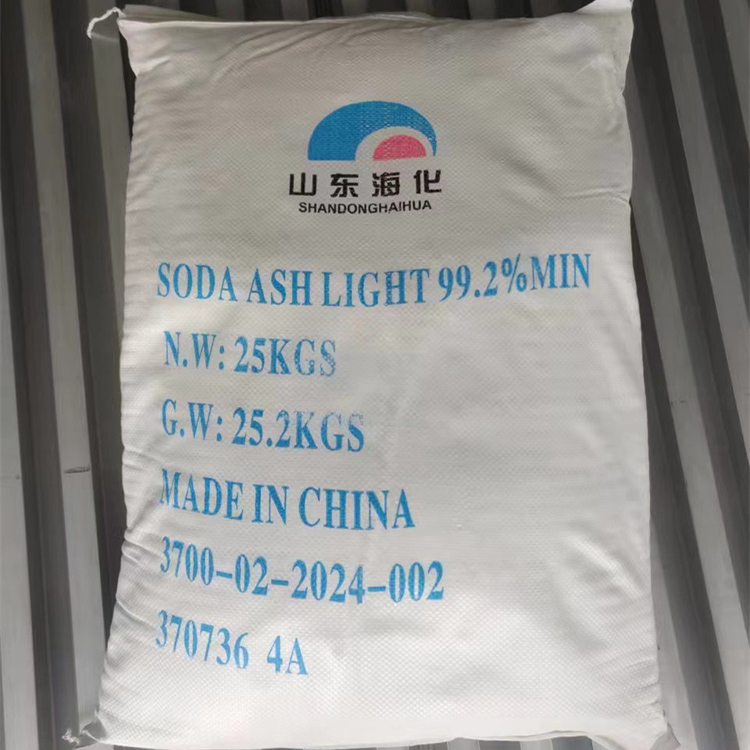 山东海化
SHANDONGHAIHUA
SODA ASH LIGHT 99.2%MIN
N.W: 25KGS
G.W: 25.2KGS
MADE IN CHINA
3700-02-2024-002
370736 4A